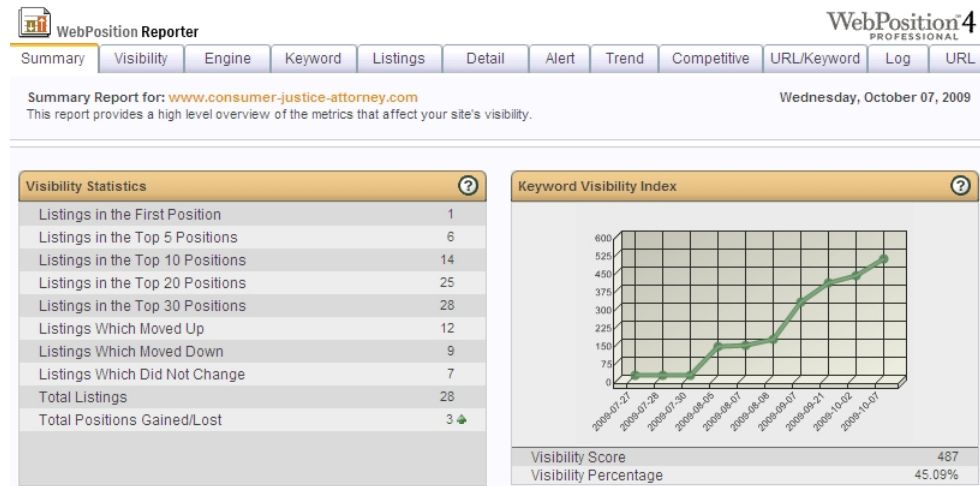 WebPosition Reporter
WebPosition™ 4
PROFESSIONAL
Summary Visibility Engine Keyword Listings Detail Alert Trend Competitive URL/Keyword Log URL
Summary Report for: www.consumer-justice-attorney.com
Wednesday, October 07, 2009
This report provides a high level overview of the metrics that affect your site's visibility.
Visibility Statistics ?
Listings in the First Position 1
Listings in the Top 5 Positions 6
Listings in the Top 10 Positions 14
Listings in the Top 20 Positions 25
Listings in the Top 30 Positions 28
Listings Which Moved Up 12
Listings Which Moved Down 9
Listings Which Did Not Change 7
Total Listings 28
Total Positions Gained/Lost 3
Keyword Visibility Index ?
600
525
450
375
300
225
150
75
0
2009-07-27 2009-07-28 2009-07-30 2009-08-05 2009-08-07 2009-08-08 2009-09-07 2009-09-21 2009-10-02 2009-10-07
Visibility Score 487
Visibility Percentage 45.09%